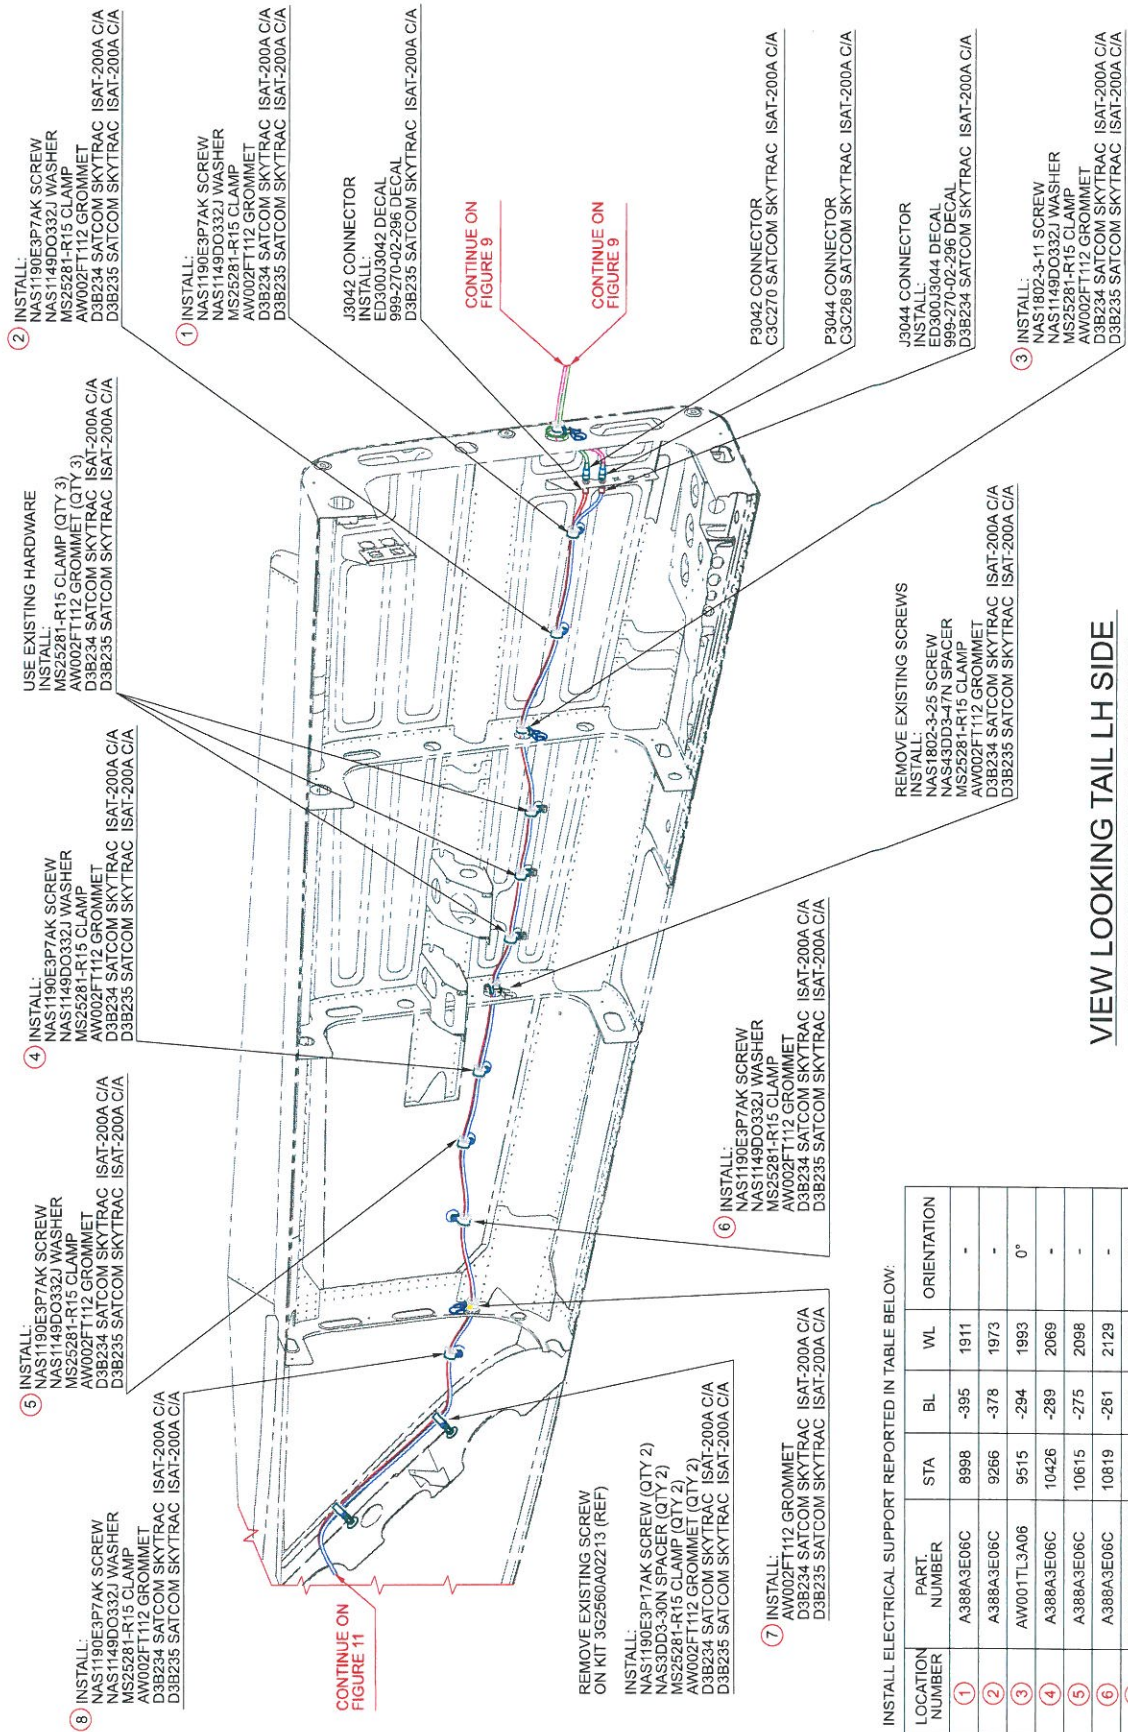 ② INSTALL:
NAS1190E3P7AK SCREW
NAS1149DO332J WASHER
MS25281-R15 CLAMP
AW002FT112 GROMMET
D3B234 SATCOM SKYTRAC ISAT-200A C/A
D3B235 SATCOM SKYTRAC ISAT-200A C/A
① INSTALL:
NAS1190E3P7AK SCREW
NAS1149DO332J WASHER
MS25281-R15 CLAMP
AW002FT112 GROMMET
D3B234 SATCOM SKYTRAC ISAT-200A C/A
D3B235 SATCOM SKYTRAC ISAT-200A C/A
J3042 CONNECTOR
INSTALL:
ED300J3042 DECAL
999-270-02-296 DECAL
D3B235 SATCOM SKYTRAC ISAT-200A C/A
CONTINUE ON
FIGURE 9
CONTINUE ON
FIGURE 9
P3042 CONNECTOR
C3C270 SATCOM SKYTRAC ISAT-200A C/A
P3044 CONNECTOR
C3C269 SATCOM SKYTRAC ISAT-200A C/A
J3044 CONNECTOR
INSTALL:
ED300J3044 DECAL
999-270-02-296 DECAL
D3B234 SATCOM SKYTRAC ISAT-200A C/A
③ INSTALL:
NAS1802-3-11 SCREW
NAS1149DO332J WASHER
MS25281-R15 CLAMP
AW002FT112 GROMMET
D3B234 SATCOM SKYTRAC ISAT-200A C/A
D3B235 SATCOM SKYTRAC ISAT-200A C/A
USE EXISTING HARDWARE
INSTALL:
MS25281-R15 CLAMP (QTY 3)
AW002FT112 GROMMET (QTY 3)
D3B234 SATCOM SKYTRAC ISAT-200A C/A
D3B235 SATCOM SKYTRAC ISAT-200A C/A
④ INSTALL:
NAS1190E3P7AK SCREW
NAS1149DO332J WASHER
MS25281-R15 CLAMP
AW002FT112 GROMMET
D3B234 SATCOM SKYTRAC ISAT-200A C/A
D3B235 SATCOM SKYTRAC ISAT-200A C/A
REMOVE EXISTING SCREWS
INSTALL:
NAS1802-3-25 SCREW
NAS43DD3-47N SPACER
MS25281-R15 CLAMP
AW002FT112 GROMMET
D3B234 SATCOM SKYTRAC ISAT-200A C/A
D3B235 SATCOM SKYTRAC ISAT-200A C/A
⑤ INSTALL:
NAS1190E3P7AK SCREW
NAS1149DO332J WASHER
MS25281-R15 CLAMP
AW002FT112 GROMMET
D3B234 SATCOM SKYTRAC ISAT-200A C/A
D3B235 SATCOM SKYTRAC ISAT-200A C/A
⑥ INSTALL:
NAS1190E3P7AK SCREW
NAS1149DO332J WASHER
MS25281-R15 CLAMP
AW002FT112 GROMMET
D3B234 SATCOM SKYTRAC ISAT-200A C/A
D3B235 SATCOM SKYTRAC ISAT-200A C/A
⑧ INSTALL:
NAS1190E3P7AK SCREW
NAS1149DO332J WASHER
MS25281-R15 CLAMP
AW002FT112 GROMMET
D3B234 SATCOM SKYTRAC ISAT-200A C/A
D3B235 SATCOM SKYTRAC ISAT-200A C/A
CONTINUE ON
FIGURE 11
REMOVE EXISTING SCREW
ON KIT 3G2560A02213 (REF)
INSTALL:
NAS1190E3P17AK SCREW (QTY 2)
NAS3DD3-30N SPACER (QTY 2)
MS25281-R15 CLAMP (QTY 2)
AW002FT112 GROMMET (QTY 2)
D3B234 SATCOM SKYTRAC ISAT-200A C/A
D3B235 SATCOM SKYTRAC ISAT-200A C/A
⑦ INSTALL:
AW002FT112 GROMMET
D3B234 SATCOM SKYTRAC ISAT-200A C/A
D3B235 SATCOM SKYTRAC ISAT-200A C/A
VIEW LOOKING TAIL LH SIDE
INSTALL ELECTRICAL SUPPORT REPORTED IN TABLE BELOW:
LOCATION NUMBER PART. NUMBER STA BL WL ORIENTATION
① A388A3E06C 8998 -395 1911 -
② A388A3E06C 9266 -378 1973 -
③ AW001TL3A06 9515 -294 1993 0°
④ A388A3E06C 10426 -289 2069 -
⑤ A388A3E06C 10615 -275 2098 -
⑥ A388A3E06C 10819 -261 2129 -